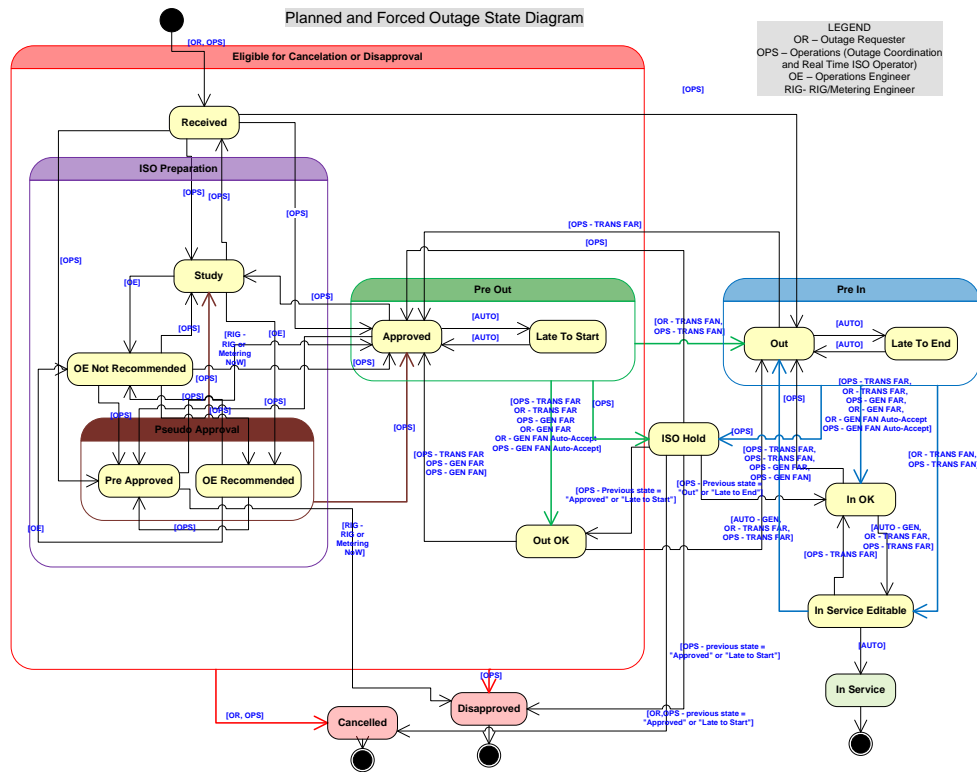 Planned and Forced Outage State Diagram
LEGEND
OR – Outage Requester
OPS – Operations (Outage Coordination
and Real Time ISO Operator)
OE – Operations Engineer
RIG- RIG/Metering Engineer
[OR, OPS]
Eligible for Cancelation or Disapproval
[OPS]
Received
ISO Preparation
[OPS]
[OPS]
[OPS]
[OPS - TRANS FAR]
[OPS]
[OPS]
Study
[OPS]
Pre Out
Pre In
[OE]
[OPS]
[OE]
[RIG -
RIG or
Metering
NoW]
Approved
[AUTO]
[AUTO]
Late To Start
[OR - TRANS FAN,
OPS - TRANS FAN]
Out
[AUTO]
[AUTO]
Late To End
OE Not Recommended
[OPS]
[OPS]
[OPS]
[OPS]
[OPS]
Pseudo Approval
Pre Approved
OE Recommended
[OPS]
[OE]
[RIG -
RIG or
Metering
NoW]
[OPS]
[OPS - TRANS FAR
OPS - GEN FAR
OPS - GEN FAN]
[OPS - TRANS FAR
OR - TRANS FAR
OPS - GEN FAR
OR - GEN FAR
OR - GEN FAN Auto-Accept
OPS - GEN FAN Auto-Accept]
[OPS]
ISO Hold
[OPS]
[OPS]
[OPS - TRANS FAR,
OR - TRANS FAR,
OPS - GEN FAR,
OR - GEN FAR,
OR - GEN FAN Auto-Accept
OPS - GEN FAN Auto-Accept]
[OPS - TRANS FAR,
OPS - TRANS FAN,
OPS - GEN FAR,
OPS - GEN FAN]
[OR - TRANS FAN,
OPS - TRANS FAN]
[OPS - Previous state =
"Approved" or "Late to Start"]
[OPS - Previous state =
"Out" or "Late to End"]
In OK
Out OK
[AUTO - GEN,
OR - TRANS FAR,
OPS - TRANS FAR]
[AUTO - GEN,
OR - TRANS FAR,
OPS - TRANS FAR]
[OPS - TRANS FAR]
In Service Editable
[AUTO]
[OPS - previous state =
"Approved" or "Late to Start"]
[OPS]
In Service
Disapproved
[OR, OPS]
Cancelled
[OR,OPS - previous state =
"Approved" or "Late to Start"]